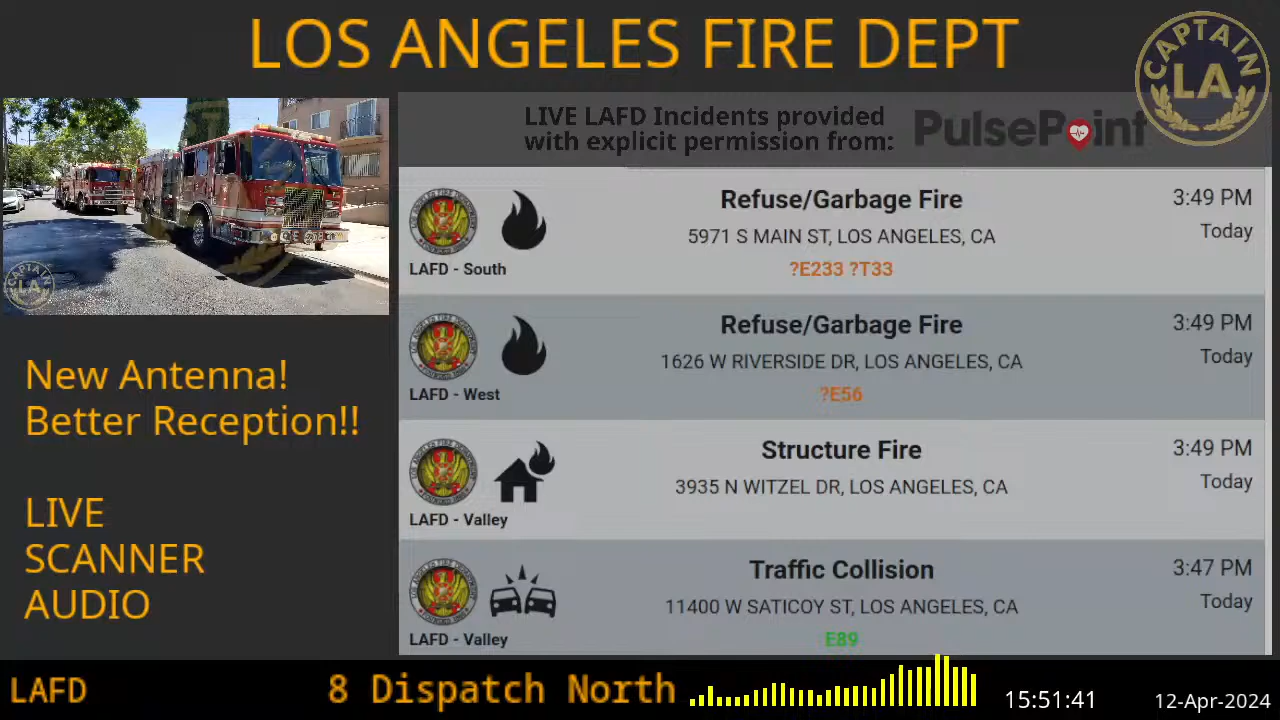 LOS ANGELES FIRE DEPT
CAPTAIN
LA
LIVE LAFD Incidents provided
with explicit permission from:
PulsePoint
Refuse/Garbage Fire
3:49 PM
5971 S MAIN ST, LOS ANGELES, CA
Today
LAFD - South
?E233 ?T33
Refuse/Garbage Fire
3:49 PM
1626 W RIVERSIDE DR, LOS ANGELES, CA
Today
LAFD - West
?E56
Structure Fire
3:49 PM
3935 N WITZEL DR, LOS ANGELES, CA
Today
LAFD - Valley
Traffic Collision
3:47 PM
11400 W SATICOY ST, LOS ANGELES, CA
Today
LAFD - Valley
E89
CAPTAIN
LA
New Antenna!
Better Reception!!
LIVE
SCANNER
AUDIO
LAFD
8 Dispatch North
15:51:41
12-Apr-2024